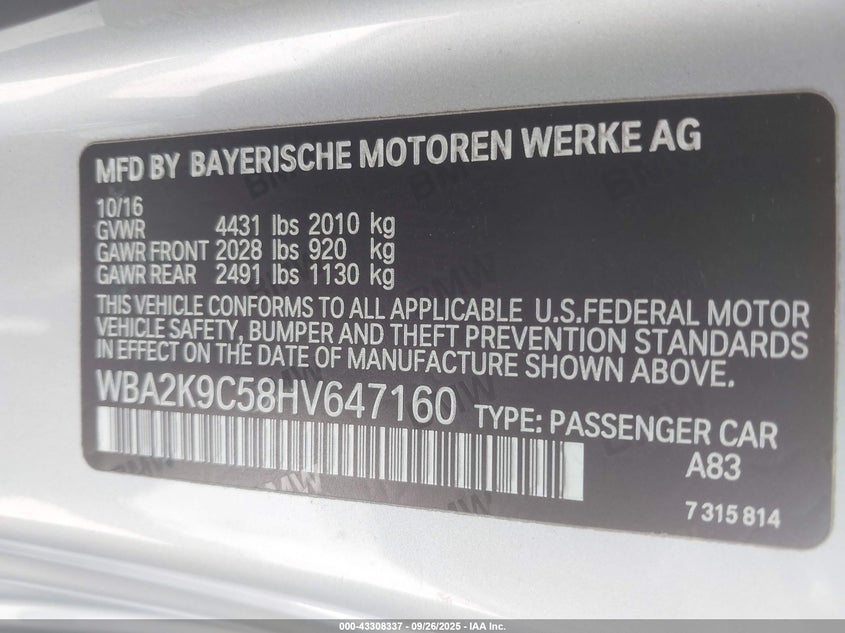 MFD BY BAYERISCHE MOTOREN WERKE AG
10/16
GVWR 4431 lbs 2010 kg
GAWR FRONT 2028 lbs 920 kg
GAWR REAR 2491 lbs 1130 kg
THIS VEHICLE CONFORMS TO ALL APPLICABLE U.S.FEDERAL MOTOR
VEHICLE SAFETY, BUMPER AND THEFT PREVENTION STANDARDS
IN EFFECT ON THE DATE OF MANUFACTURE SHOWN ABOVE.
WBA2K9C58HV647160 TYPE: PASSENGER CAR
A83
7 315 814
000-43308337 - 09/26/2025 - IAA Inc.